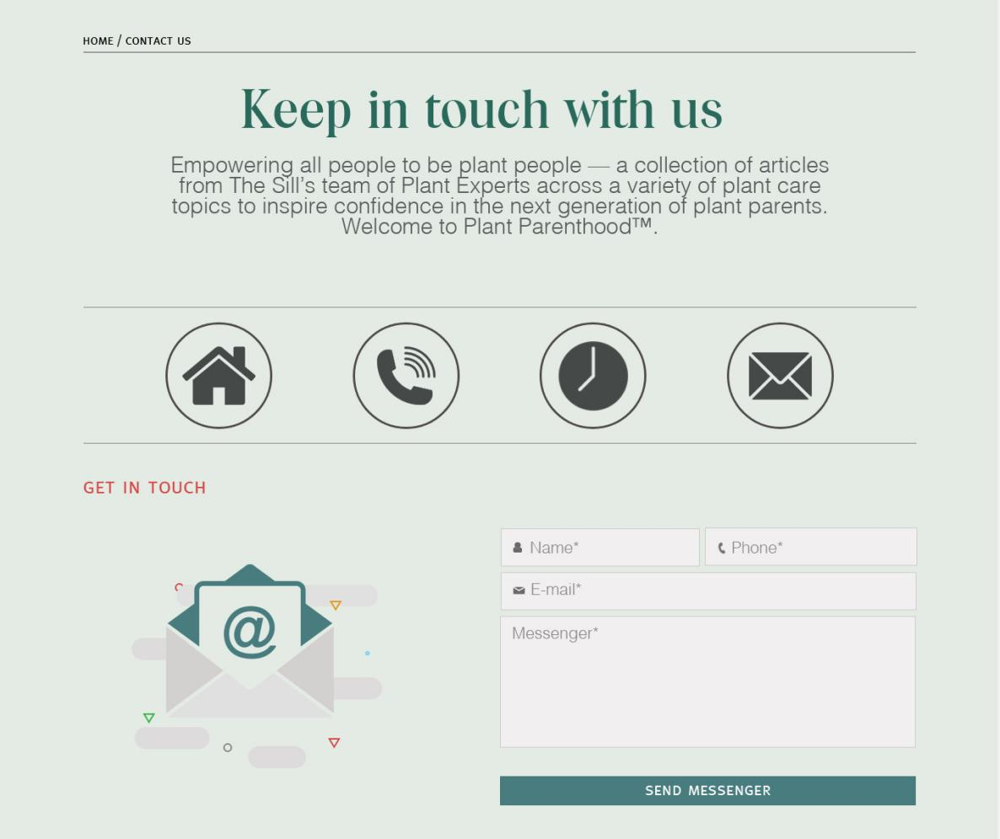 HOME / CONTACT US
Keep in touch with us
Empowering all people to be plant people — a collection of articles
from The Sill’s team of Plant Experts across a variety of plant care
topics to inspire confidence in the next generation of plant parents.
Welcome to Plant Parenthood™.
GET IN TOUCH
Name* Phone*
E-mail*
Messenger*
@
SEND MESSENGER